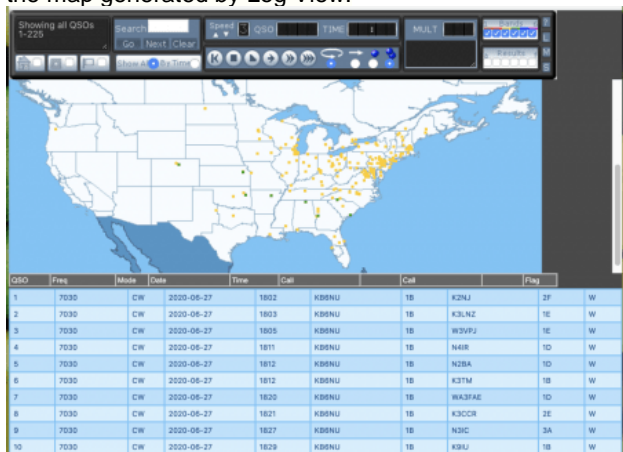 the map generated by Log View.
Showing all QSOs
1-225
Search
Go Next Clear
Speed 3 QSO TIME MULT
Bands
Results
Show All By Time
QSO Freq Mode Date Time Call Call Flag
1 7030 CW 2020-06-27 1802 KB6NU 1B K2NJ 2F W
2 7030 CW 2020-06-27 1803 KB6NU 1B K3LNZ 1E W
3 7030 CW 2020-06-27 1805 KB6NU 1B W3VPJ 1E W
4 7030 CW 2020-06-27 1811 KB6NU 1B N4IR 1D W
5 7030 CW 2020-06-27 1812 KB6NU 1B N2BA 1D W
6 7030 CW 2020-06-27 1812 KB6NU 1B K3TM 1B W
7 7030 CW 2020-06-27 1820 KB6NU 1B WA3FAE 1D W
8 7030 CW 2020-06-27 1821 KB6NU 1B K3CCR 2E W
9 7030 CW 2020-06-27 1827 KB6NU 1B N3IC 3A W
10 7030 CW 2020-06-27 1829 KB6NU 1B K9IU 1B W